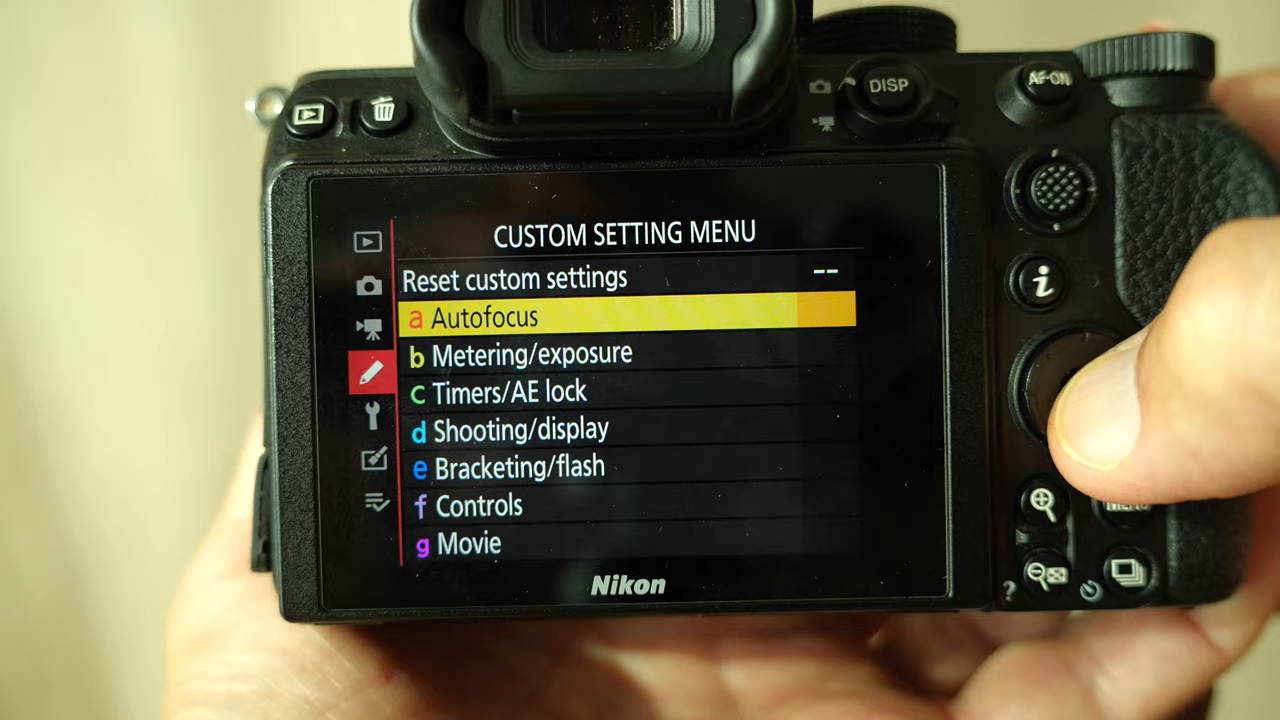 DISP
AF-ON
CUSTOM SETTING MENU
Reset custom settings --
a Autofocus
b Metering/exposure
c Timers/AE lock
d Shooting/display
e Bracketing/flash
f Controls
g Movie
i
MENU
?
Nikon